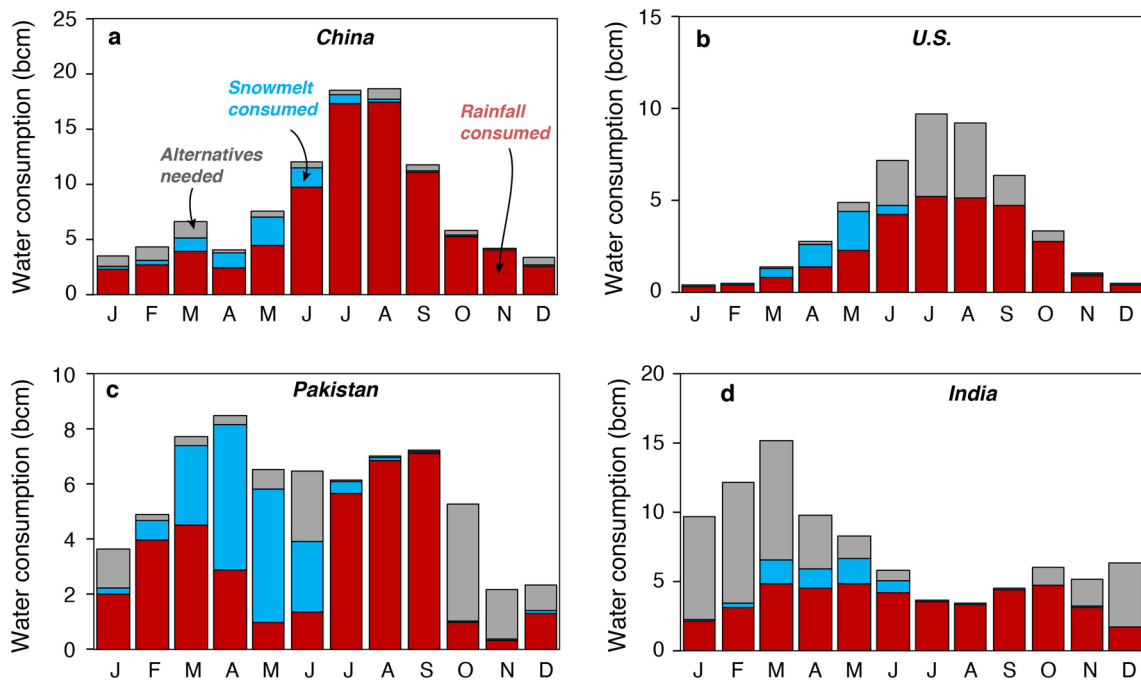 a China
Water consumption (bcm)
25
20
15
10
5
0
Snowmelt
consumed
Rainfall
consumed
Alternatives
needed
J F M A M J J A S O N D
b U.S.
Water consumption (bcm)
15
10
5
0
J F M A M J J A S O N D
c Pakistan
Water consumption (bcm)
10
8
6
4
2
0
J F M A M J J A S O N D
d India
Water consumption (bcm)
20
15
10
5
0
J F M A M J J A S O N D